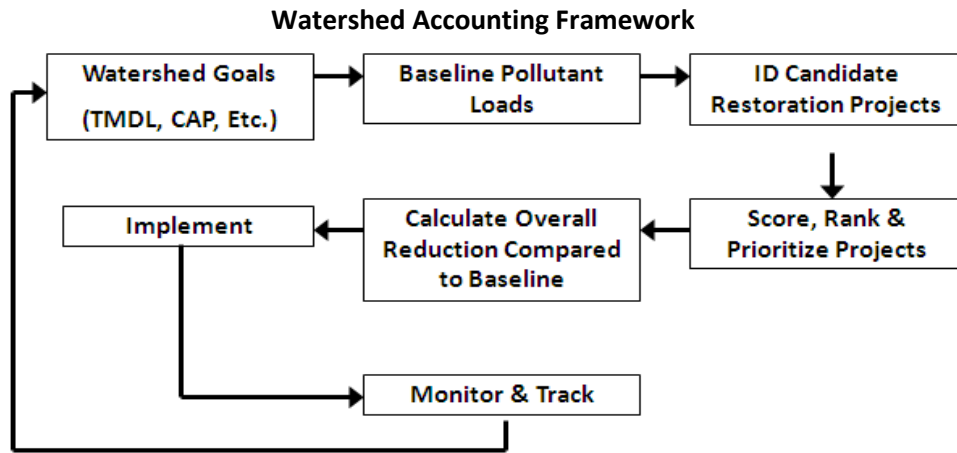 Watershed Accounting Framework
Watershed Goals
(TMDL, CAP, Etc.)
Baseline Pollutant
Loads
ID Candidate
Restoration Projects
Score, Rank &
Prioritize Projects
Calculate Overall
Reduction Compared
to Baseline
Implement
Monitor & Track